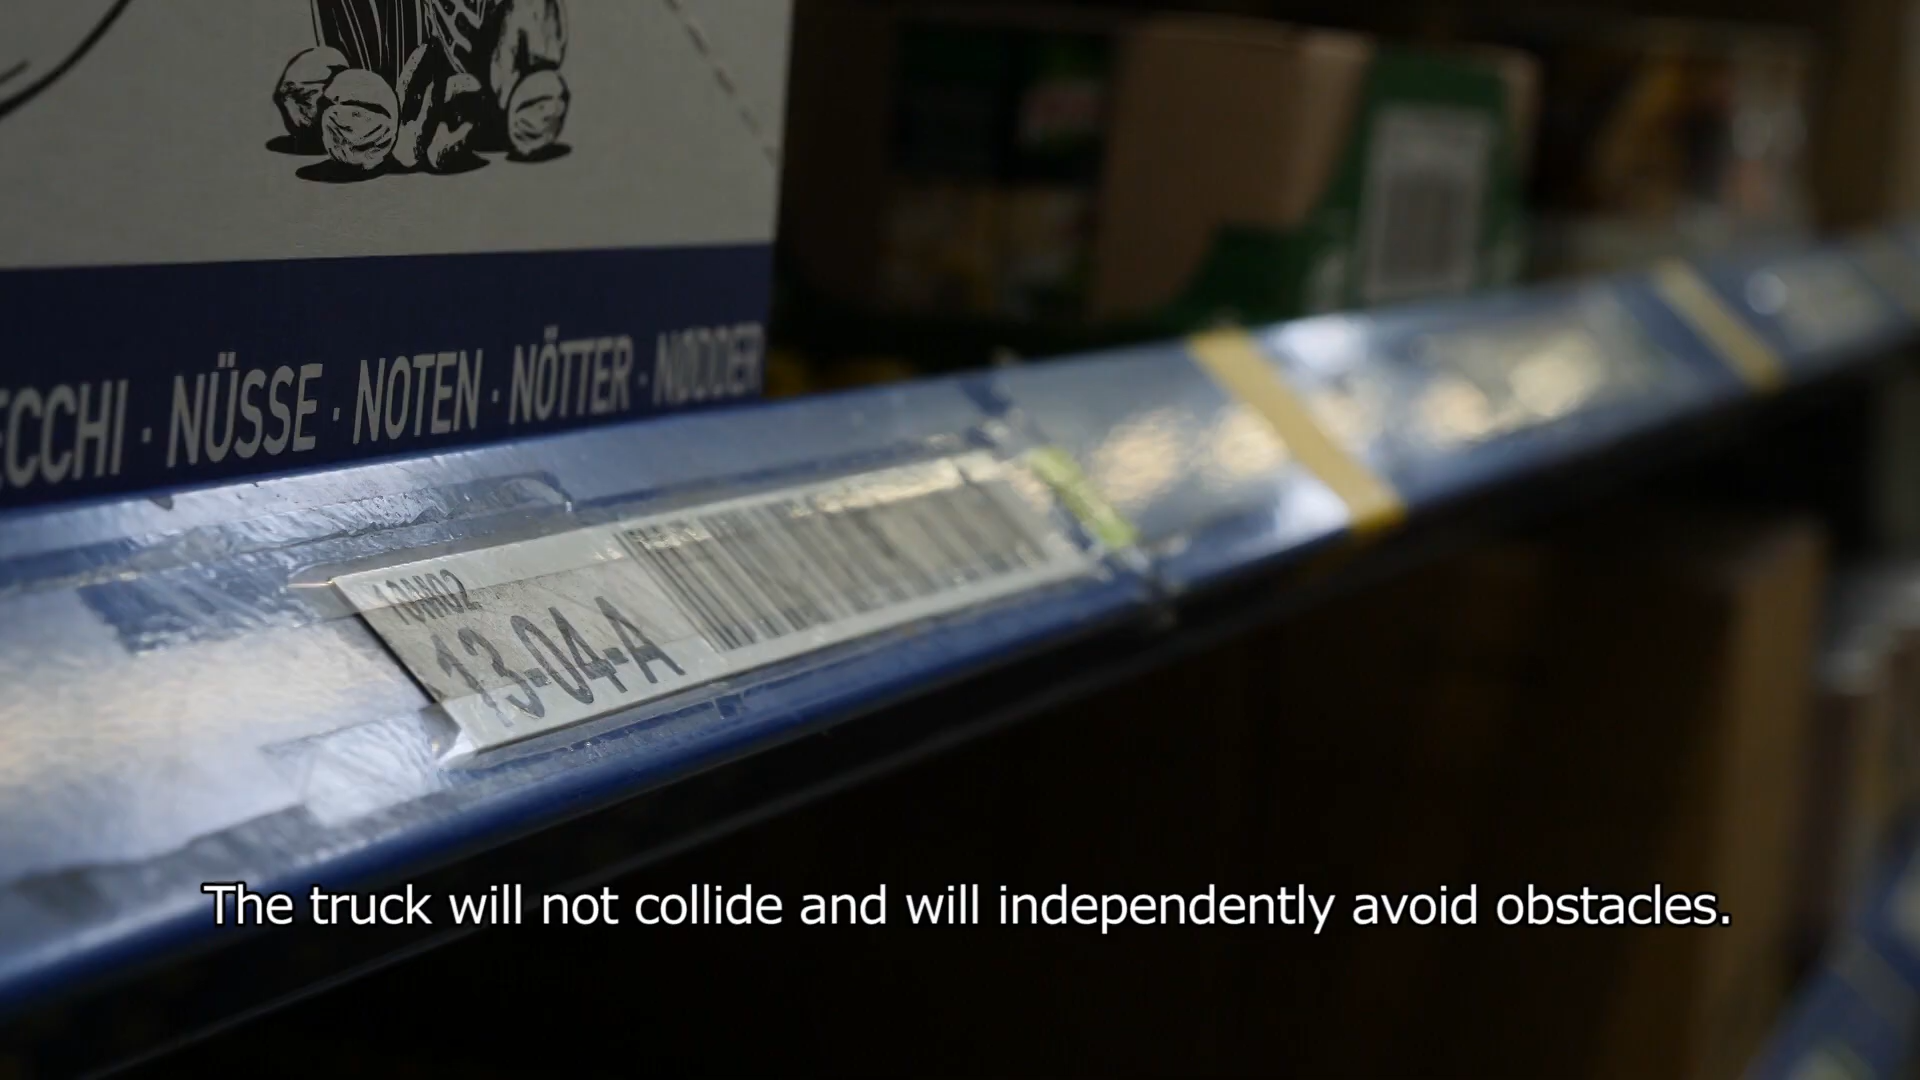 ECCHI · NÜSSE · NOTEN · NÖTTER · NØDDER
13-04-A
The truck will not collide and will independently avoid obstacles.